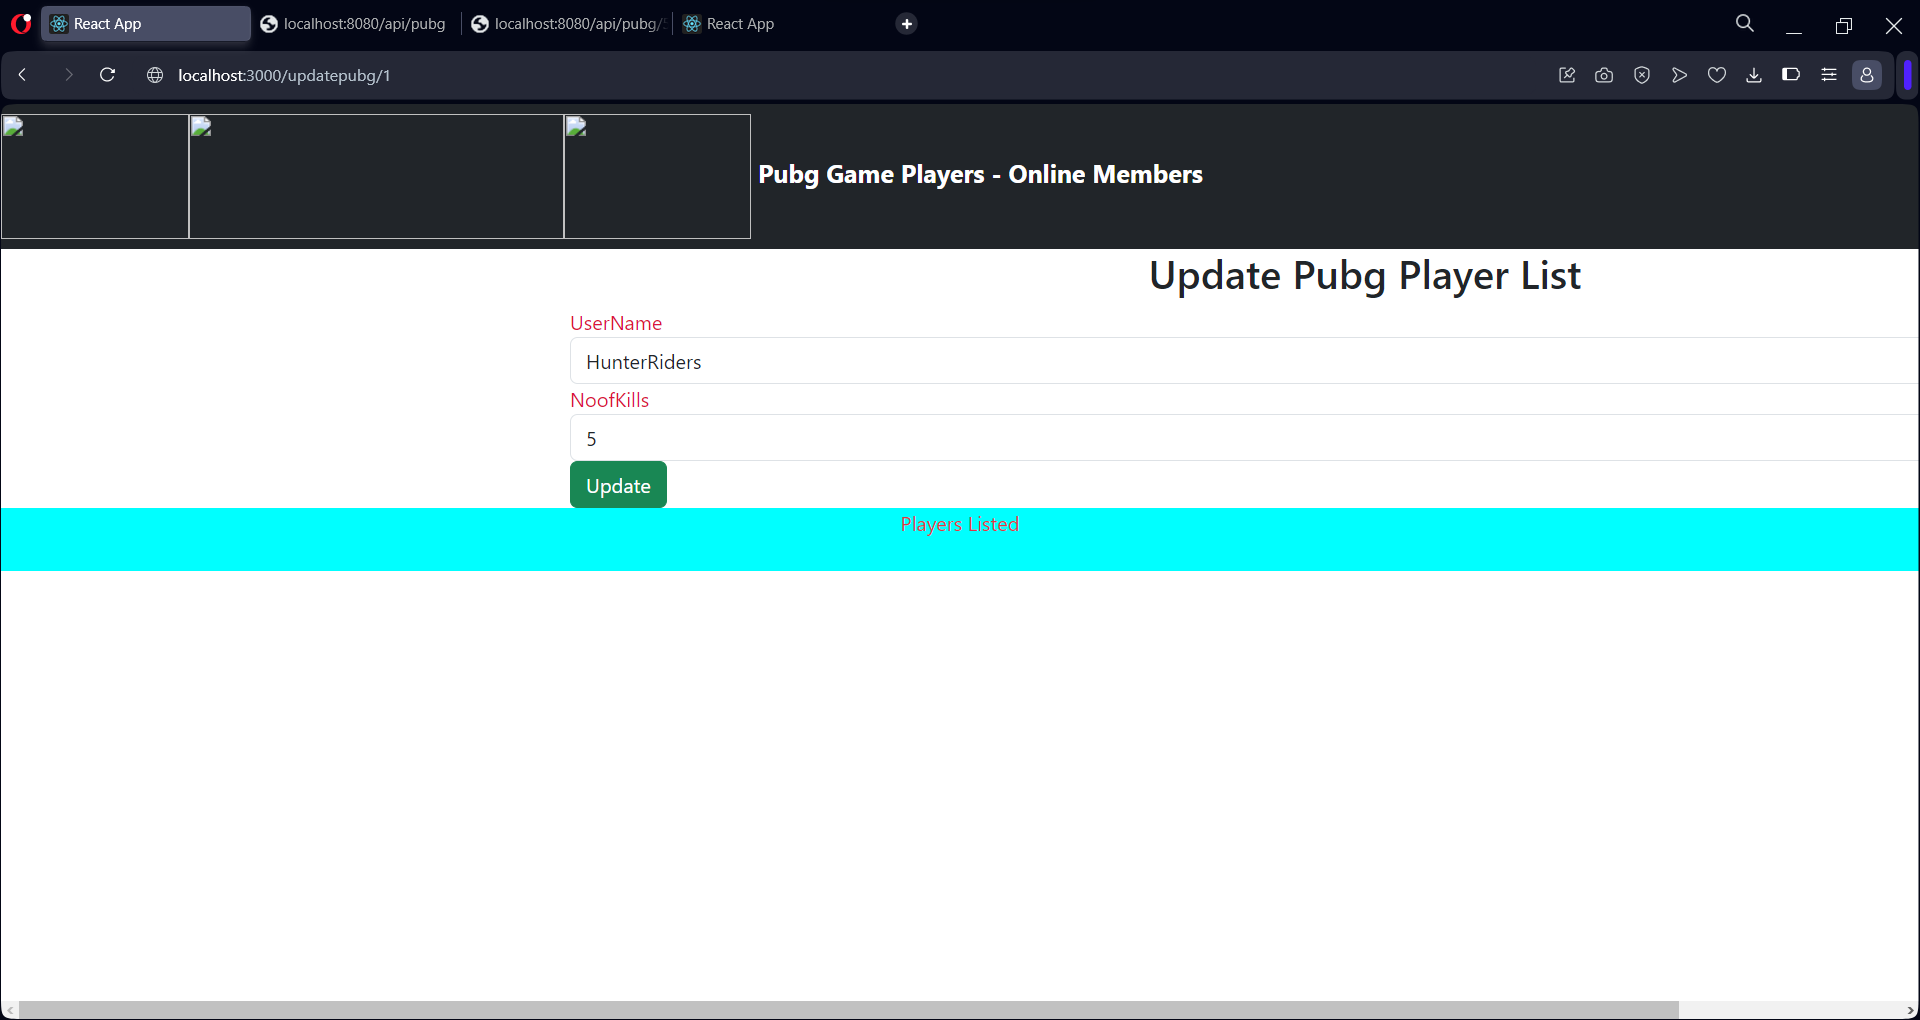 React App
localhost:8080/api/pubg
localhost:8080/api/pubg/
React App
localhost:3000/updatepubg/1
Pubg Game Players - Online Members
Update Pubg Player List
UserName
HunterRiders
NoofKills
5
Update
Players Listed